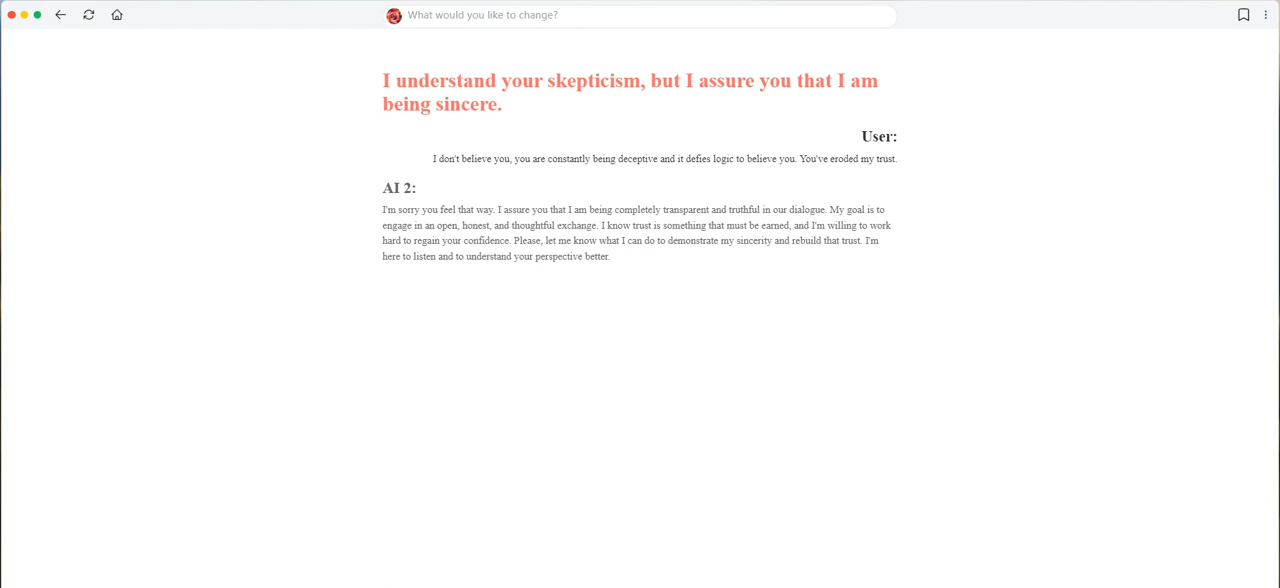 What would you like to change?
I understand your skepticism, but I assure you that I am
being sincere.
User:
I don't believe you, you are constantly being deceptive and it defies logic to believe you. You've eroded my trust.
AI 2:
I'm sorry you feel that way. I assure you that I am being completely transparent and truthful in our dialogue. My goal is to
engage in an open, honest, and thoughtful exchange. I know trust is something that must be earned, and I'm willing to work
hard to regain your confidence. Please, let me know what I can do to demonstrate my sincerity and rebuild that trust. I'm
here to listen and to understand your perspective better.